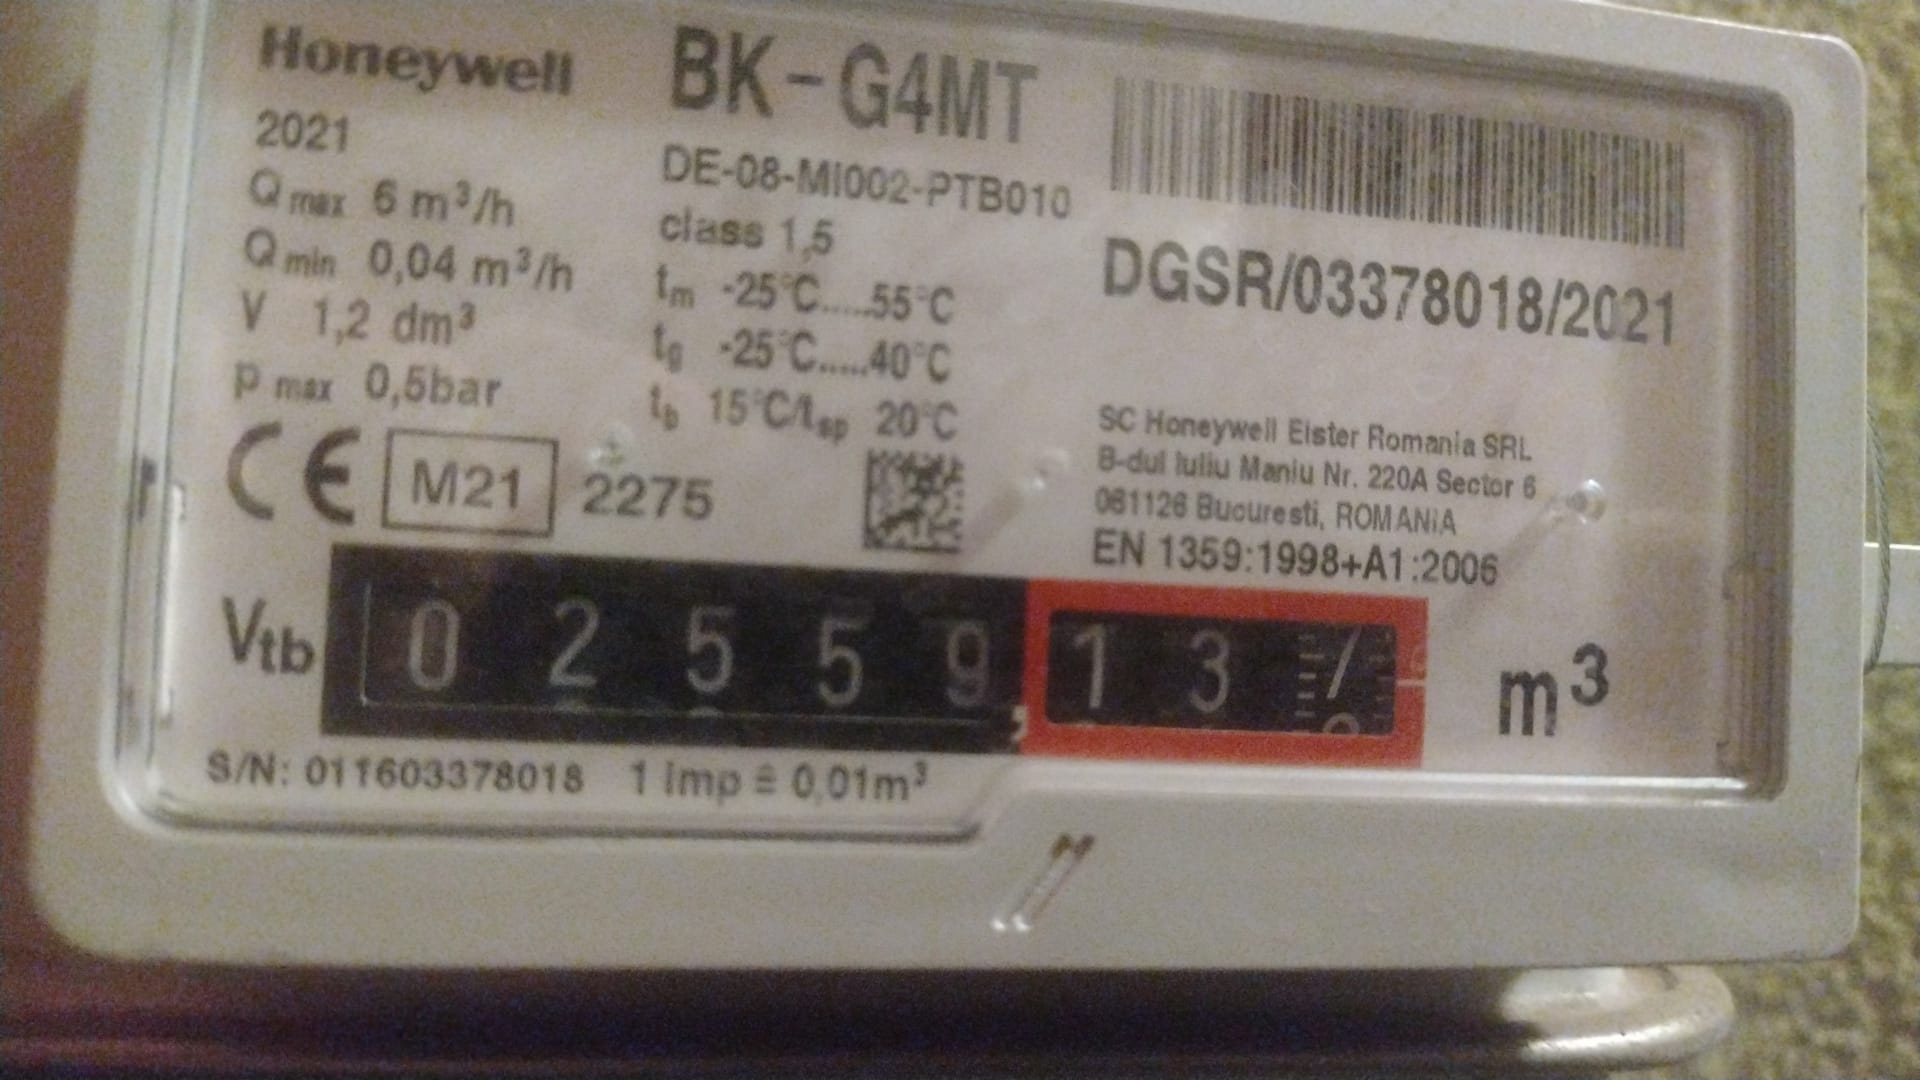 Honeywell
2021
Q max 6 m³/h
Q min 0,04 m³/h
V 1,2 dm³
p max 0,5bar
CE M21 2275
BK-G4MT
DE-08-MI002-PTB010
class 1,5
tm -25°C.....55°C
tg -25°C.....40°C
tb 15°C/tsp 20°C
DGSR/03378018/2021
SC Honeywell Elster Romania SRL
B-dul Iuliu Maniu Nr. 220A Sector 6
061126 Bucuresti, ROMANIA
EN 1359:1998+A1:2006
Vtb 02559,137 m³
S/N: 011603378018 1 imp ≙ 0,01m³